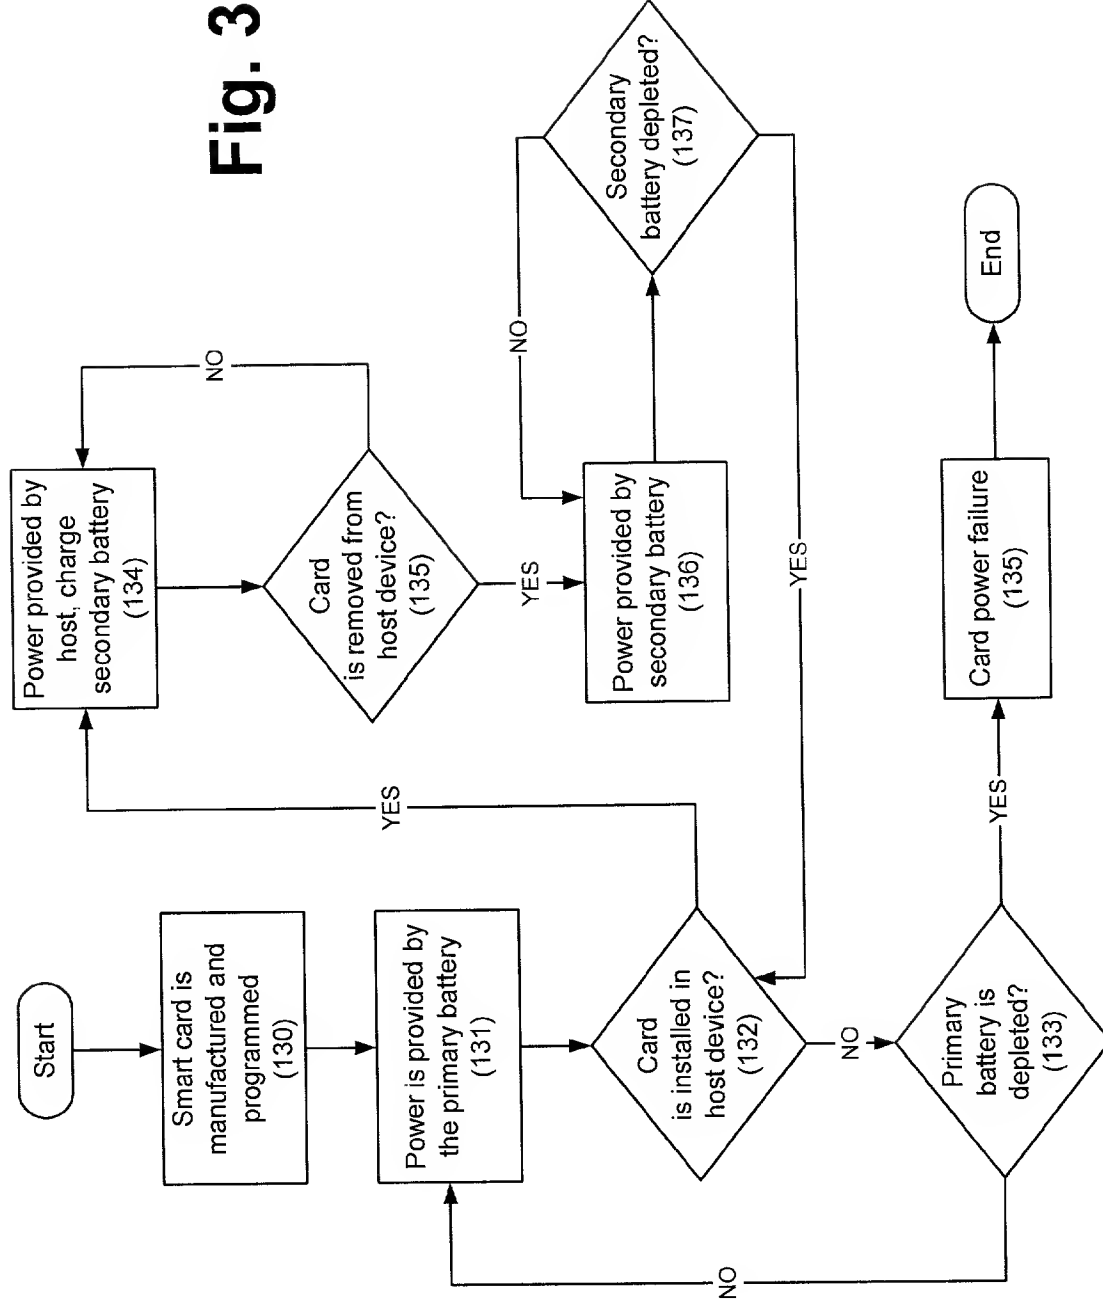 Fig. 3
Start
Smart card is
manufactured and
programmed
(130)
Power is provided by
the primary battery
(131)
Card
is installed in
host device?
(132)
YES
NO
Primary
battery is
depleted?
(133)
NO
YES
Power provided by
host, charge
secondary battery
(134)
NO
Card
is removed from
host device?
(135)
YES
Power provided by
secondary battery
(136)
NO
Secondary
battery depleted?
(137)
YES
Card power failure
(135)
End